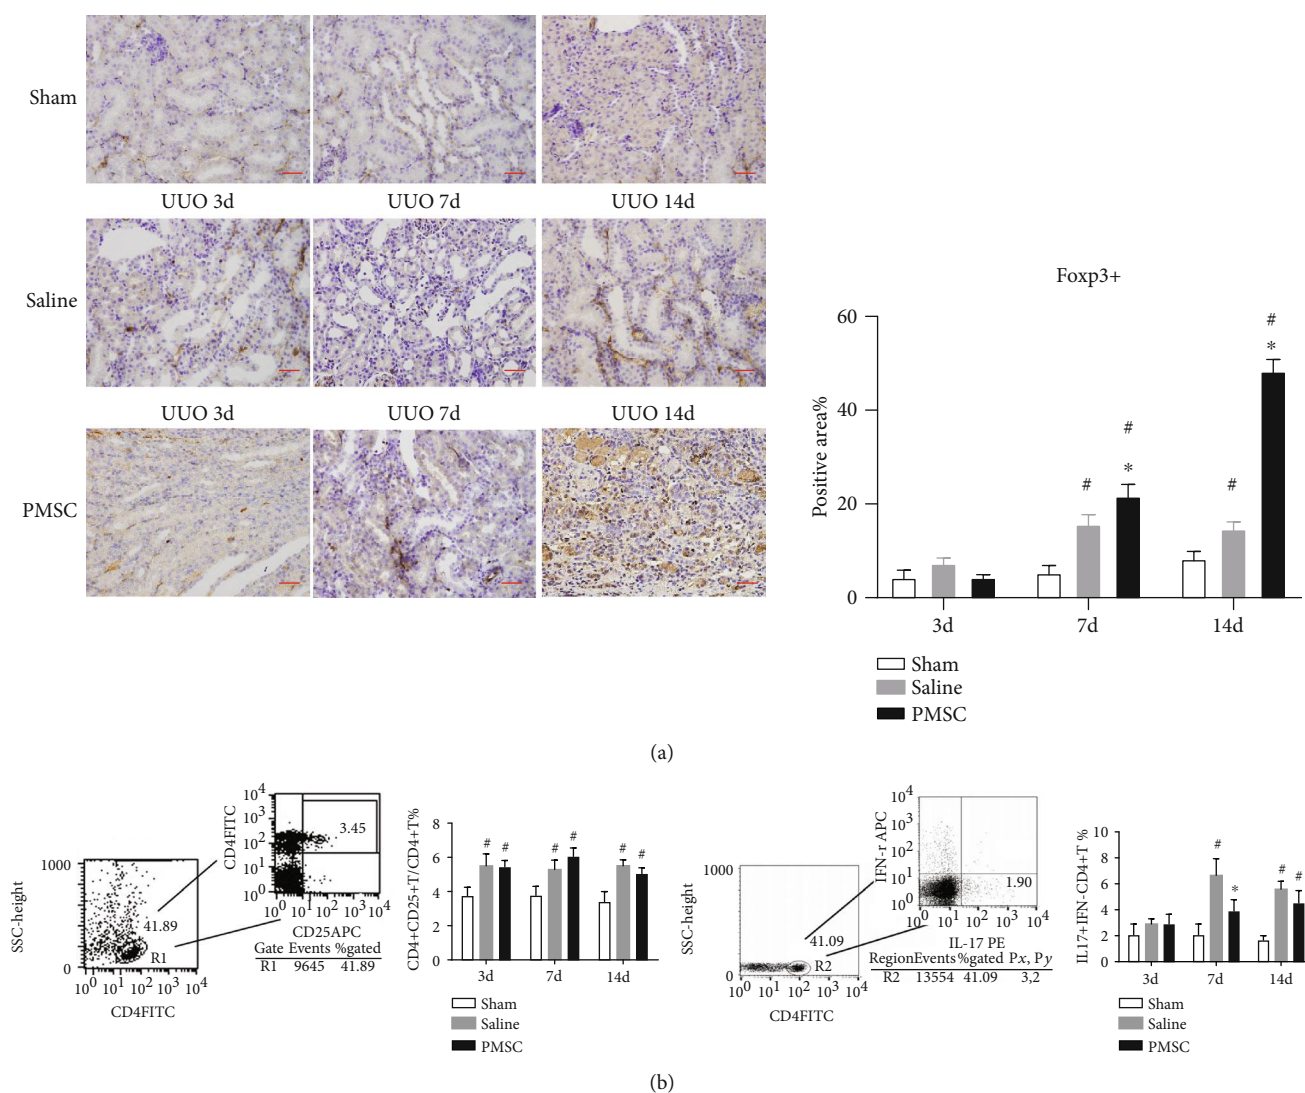 Sham
UUO 3d UUO 7d UUO 14d
Saline
UUO 3d UUO 7d UUO 14d
PMSC
Foxp3+
Positive area%
60
40
20
0
#
# *
#
# *
3d 7d 14d
Sham
Saline
PMSC
(a)
SSC-height
1000
0
41.89
R1
10^0 10^1 10^2 10^3 10^4
CD4FITC
CD4FITC
10^4
10^3
10^2
10^1
10^0
3.45
10^0 10^1 10^2 10^3 10^4
CD25APC
Gate Events %gated
R1 9645 41.89
CD4+CD25+T/CD4+T%
8
6
4
2
0
# # # # # #
3d 7d 14d
Sham
Saline
PMSC
SSC-height
1000
0
41.09
R2
10^0 10^1 10^2 10^3 10^4
CD4FITC
IFN-r APC
10^4
10^3
10^2
10^1
10^0
1.90
10^0 10^1 10^2 10^3 10^4
IL-17 PE
RegionEvents%gated Px, Py
R2 13554 41.09 3,2
IL17+IFN-CD4+T %
10
8
6
4
2
0
# * # #
3d 7d 14d
Sham
Saline
PMSC
(b)